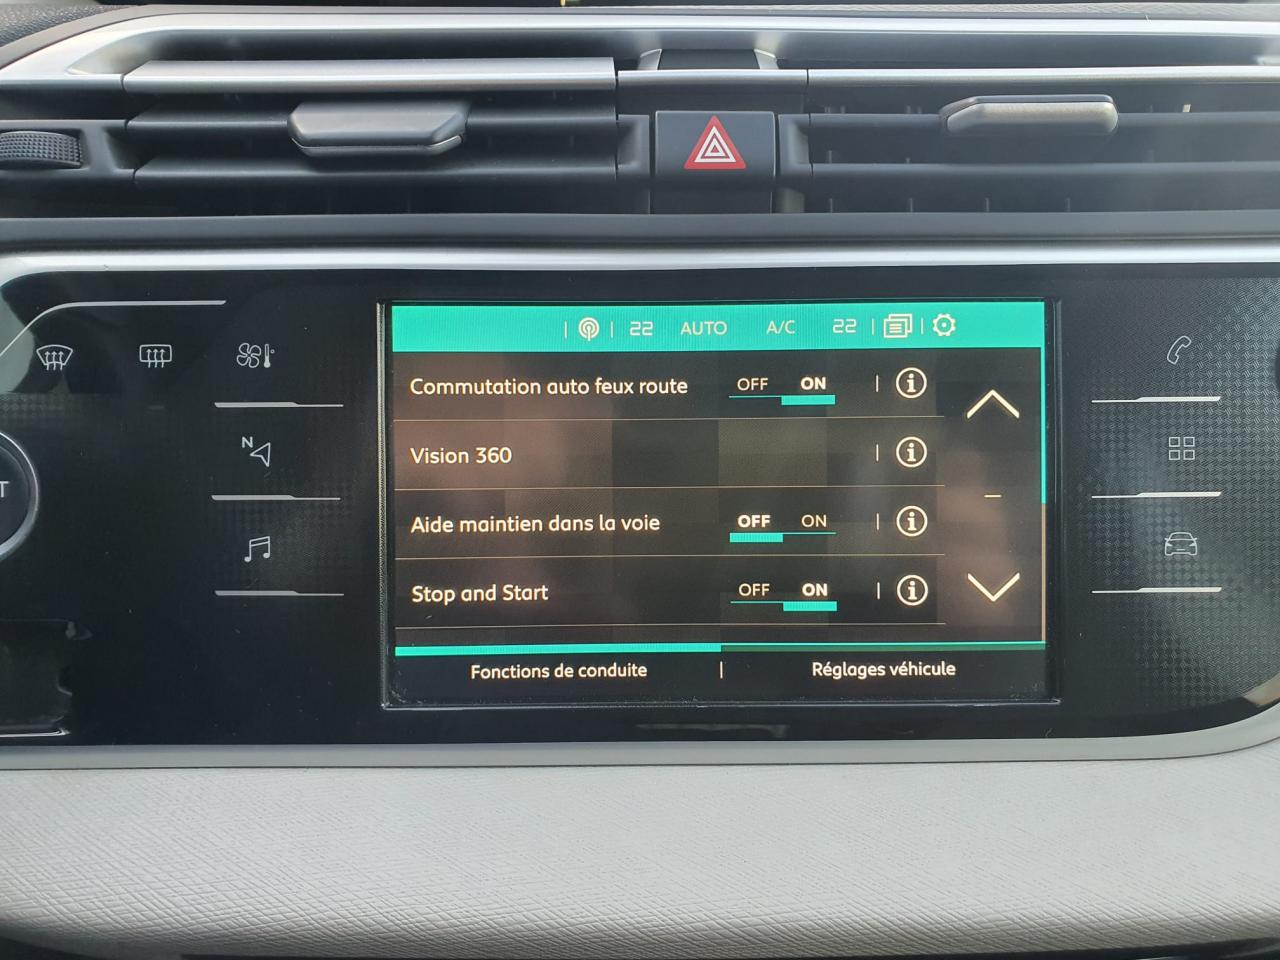 22 AUTO A/C 22
Commutation auto feux route OFF ON
Vision 360
Aide maintien dans la voie OFF ON
Stop and Start OFF ON
Fonctions de conduite | Réglages véhicule
N
T